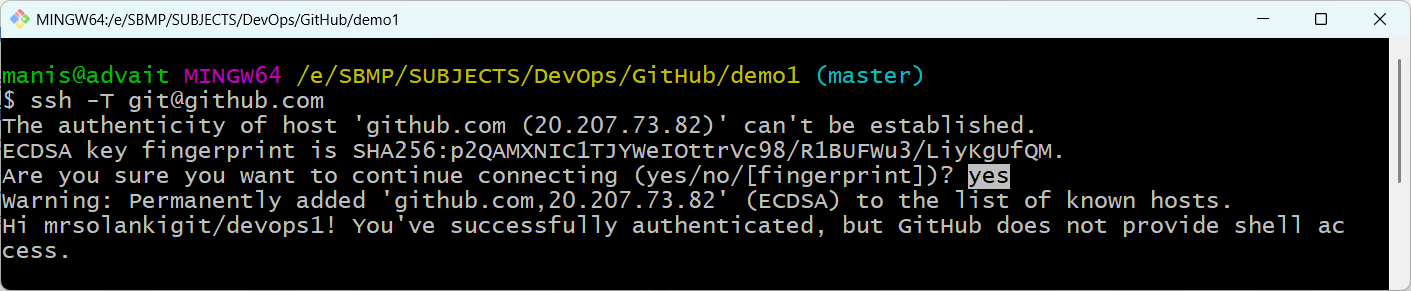 MINGW64:/e/SBMP/SUBJECTS/DevOps/GitHub/demo1
manis@advait MINGW64 /e/SBMP/SUBJECTS/DevOps/GitHub/demo1 (master)
$ ssh -T git@github.com
The authenticity of host 'github.com (20.207.73.82)' can't be established.
ECDSA key fingerprint is SHA256:p2QAMXNIC1TJYWeIOttrVc98/R1BUFWu3/LiyKgUfQM.
Are you sure you want to continue connecting (yes/no/[fingerprint])? yes
Warning: Permanently added 'github.com,20.207.73.82' (ECDSA) to the list of known hosts.
Hi mrsolankigit/devops1! You've successfully authenticated, but GitHub does not provide shell ac
cess.